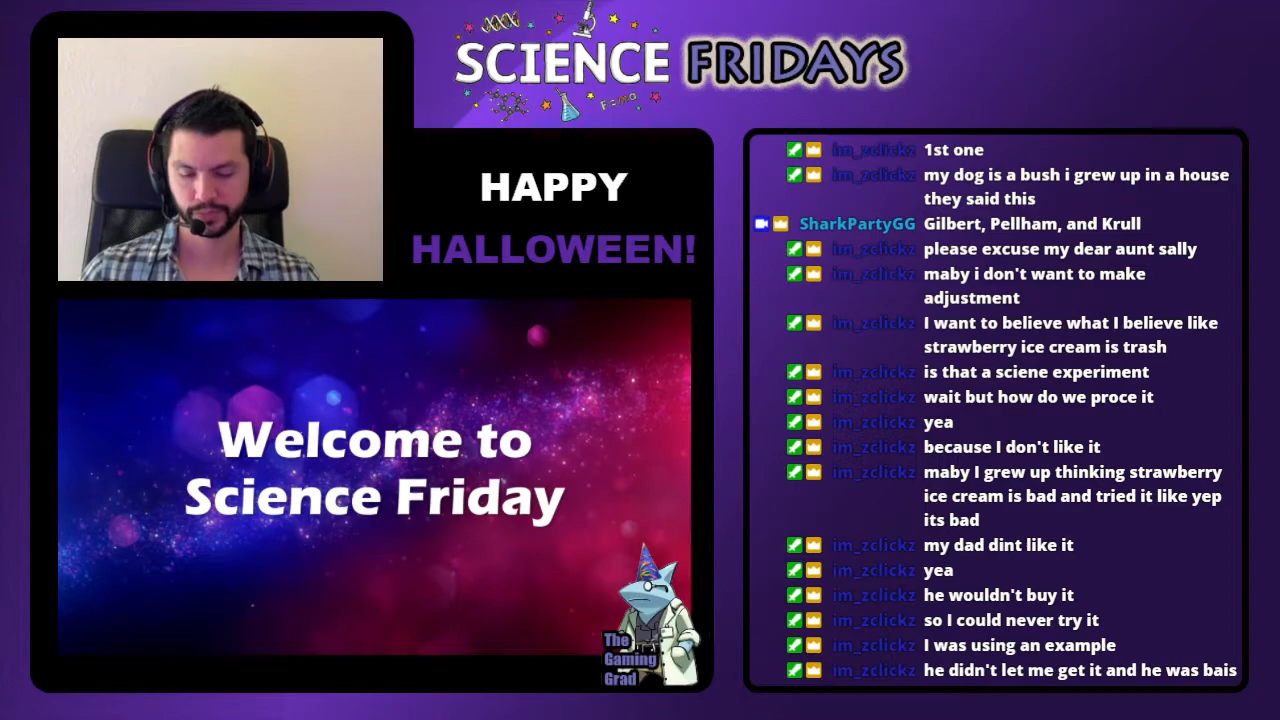 SCIENCE FRIDAYS
HAPPY
HALLOWEEN!
Welcome to
Science Friday
The
Gaming
Grad
im_zclickz 1st one
im_zclickz my dog is a bush i grew up in a house
they said this
SharkPartyGG Gilbert, Pellham, and Krull
im_zclickz please excuse my dear aunt sally
im_zclickz maby i don't want to make
adjustment
im_zclickz I want to believe what I believe like
strawberry ice cream is trash
im_zclickz is that a sciene experiment
im_zclickz wait but how do we proce it
im_zclickz yea
im_zclickz because I don't like it
im_zclickz maby I grew up thinking strawberry
ice cream is bad and tried it like yep
its bad
im_zclickz my dad dint like it
im_zclickz yea
im_zclickz he wouldn't buy it
im_zclickz so I could never try it
im_zclickz I was using an example
im_zclickz he didn't let me get it and he was bais